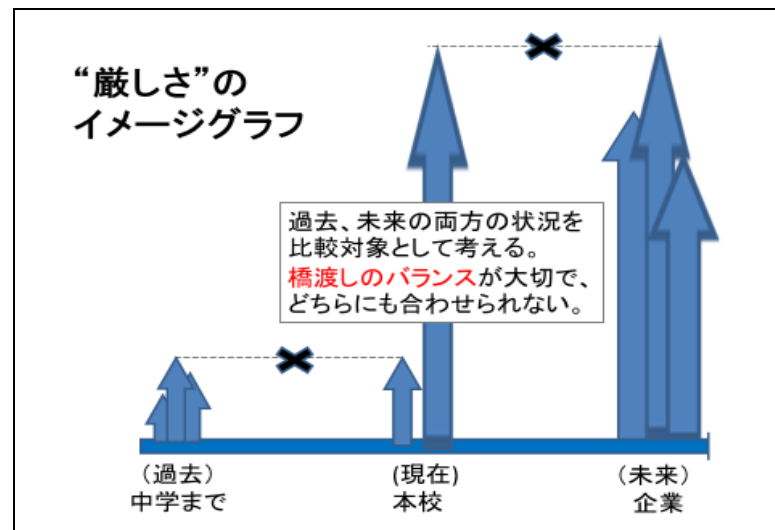 “厳しさ”の
イメージグラフ
過去、未来の両方の状況を
比較対象として考える。
橋渡しのバランスが大切で、
どちらにも合わせられない。
（過去）
中学まで
(現在)
本校
（未来）
企業